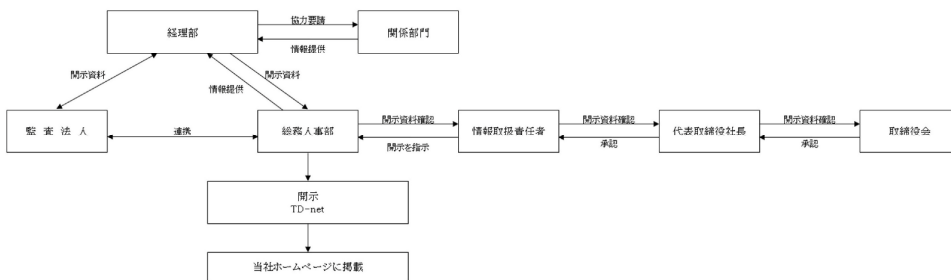 協力要請
経理部
関係部門
情報提供
開示資料
開示資料
情報提供
監査法人
連携
総務人事部
開示資料確認
開示を指示
情報取扱責任者
開示資料確認
承認
代表取締役社長
開示資料確認
承認
取締役会
開示
TD-net
当社ホームページに掲載